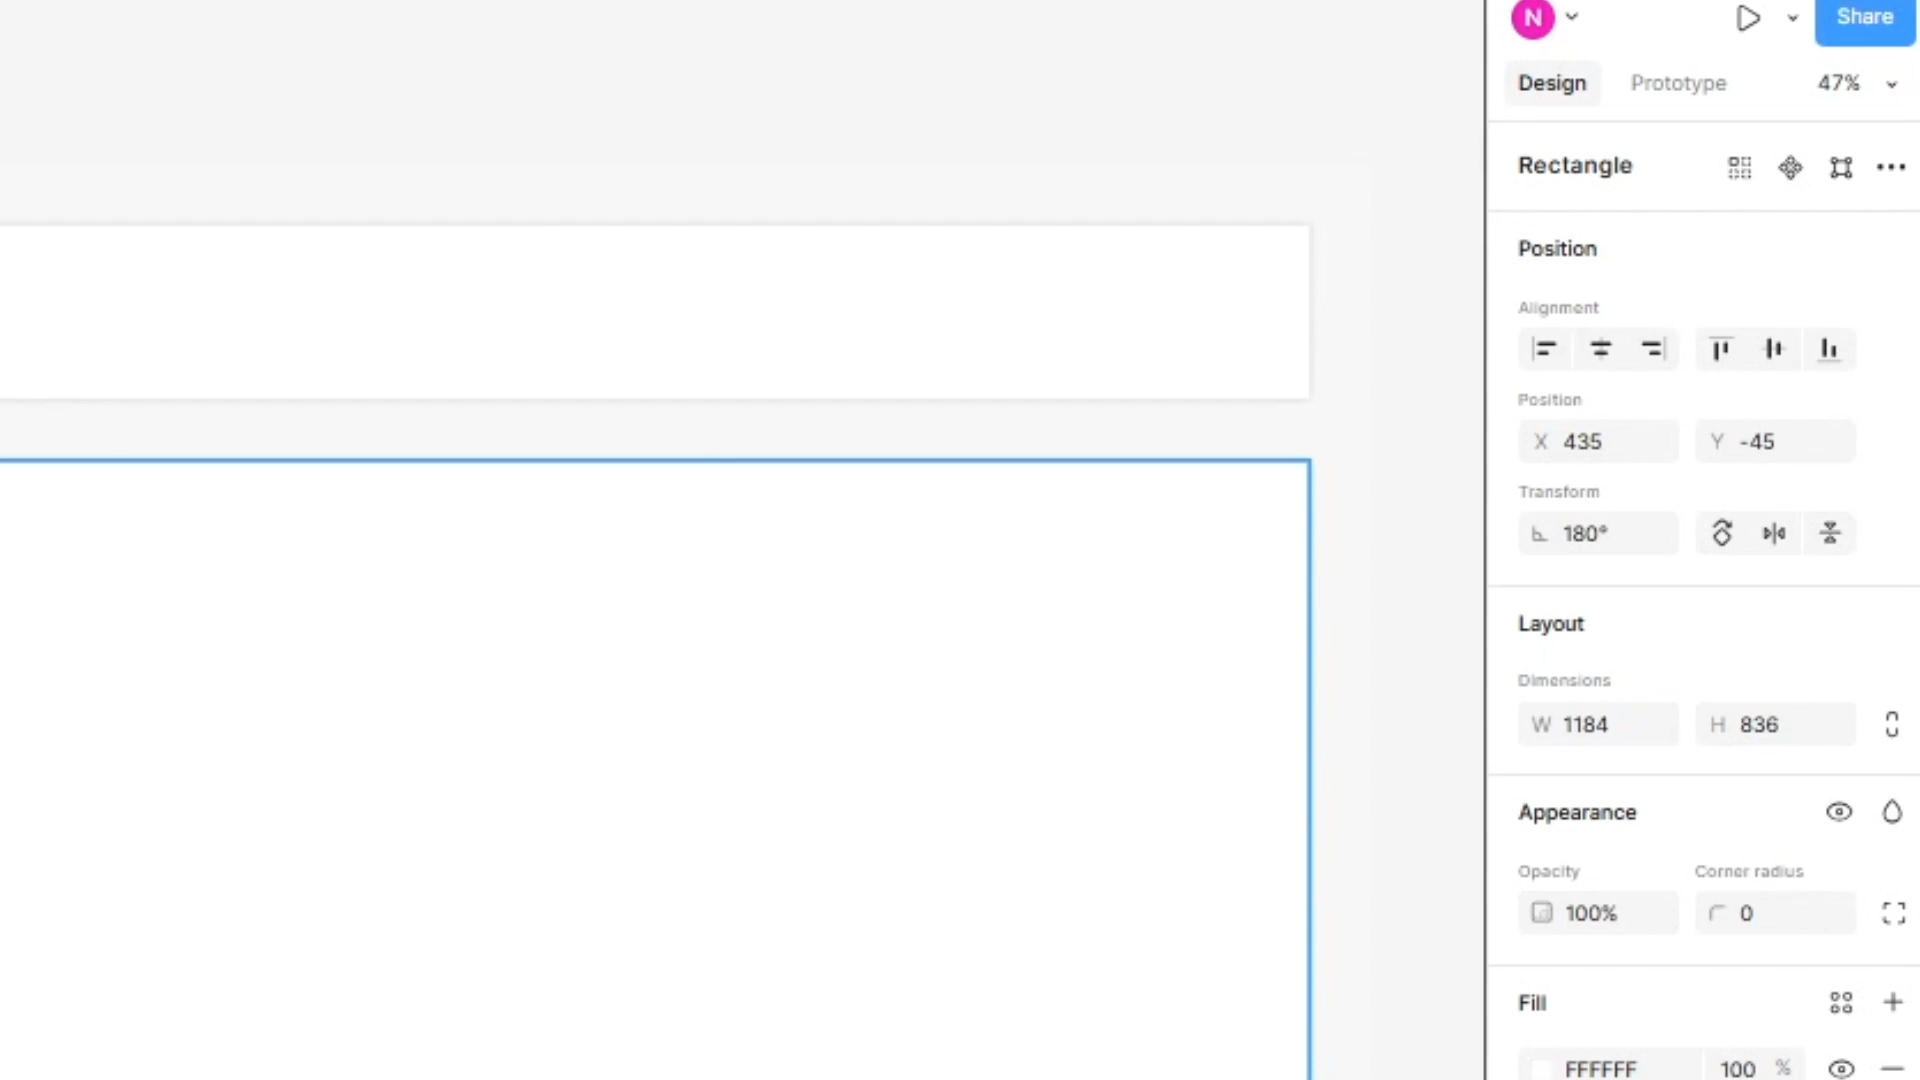 N
Share
Design Prototype 47%
Rectangle
Position
Alignment
Position
X 435 Y -45
Transform
180°
Layout
Dimensions
W 1184 H 836
Appearance
Opacity Corner radius
100% 0
Fill
FFFFFF 100 %